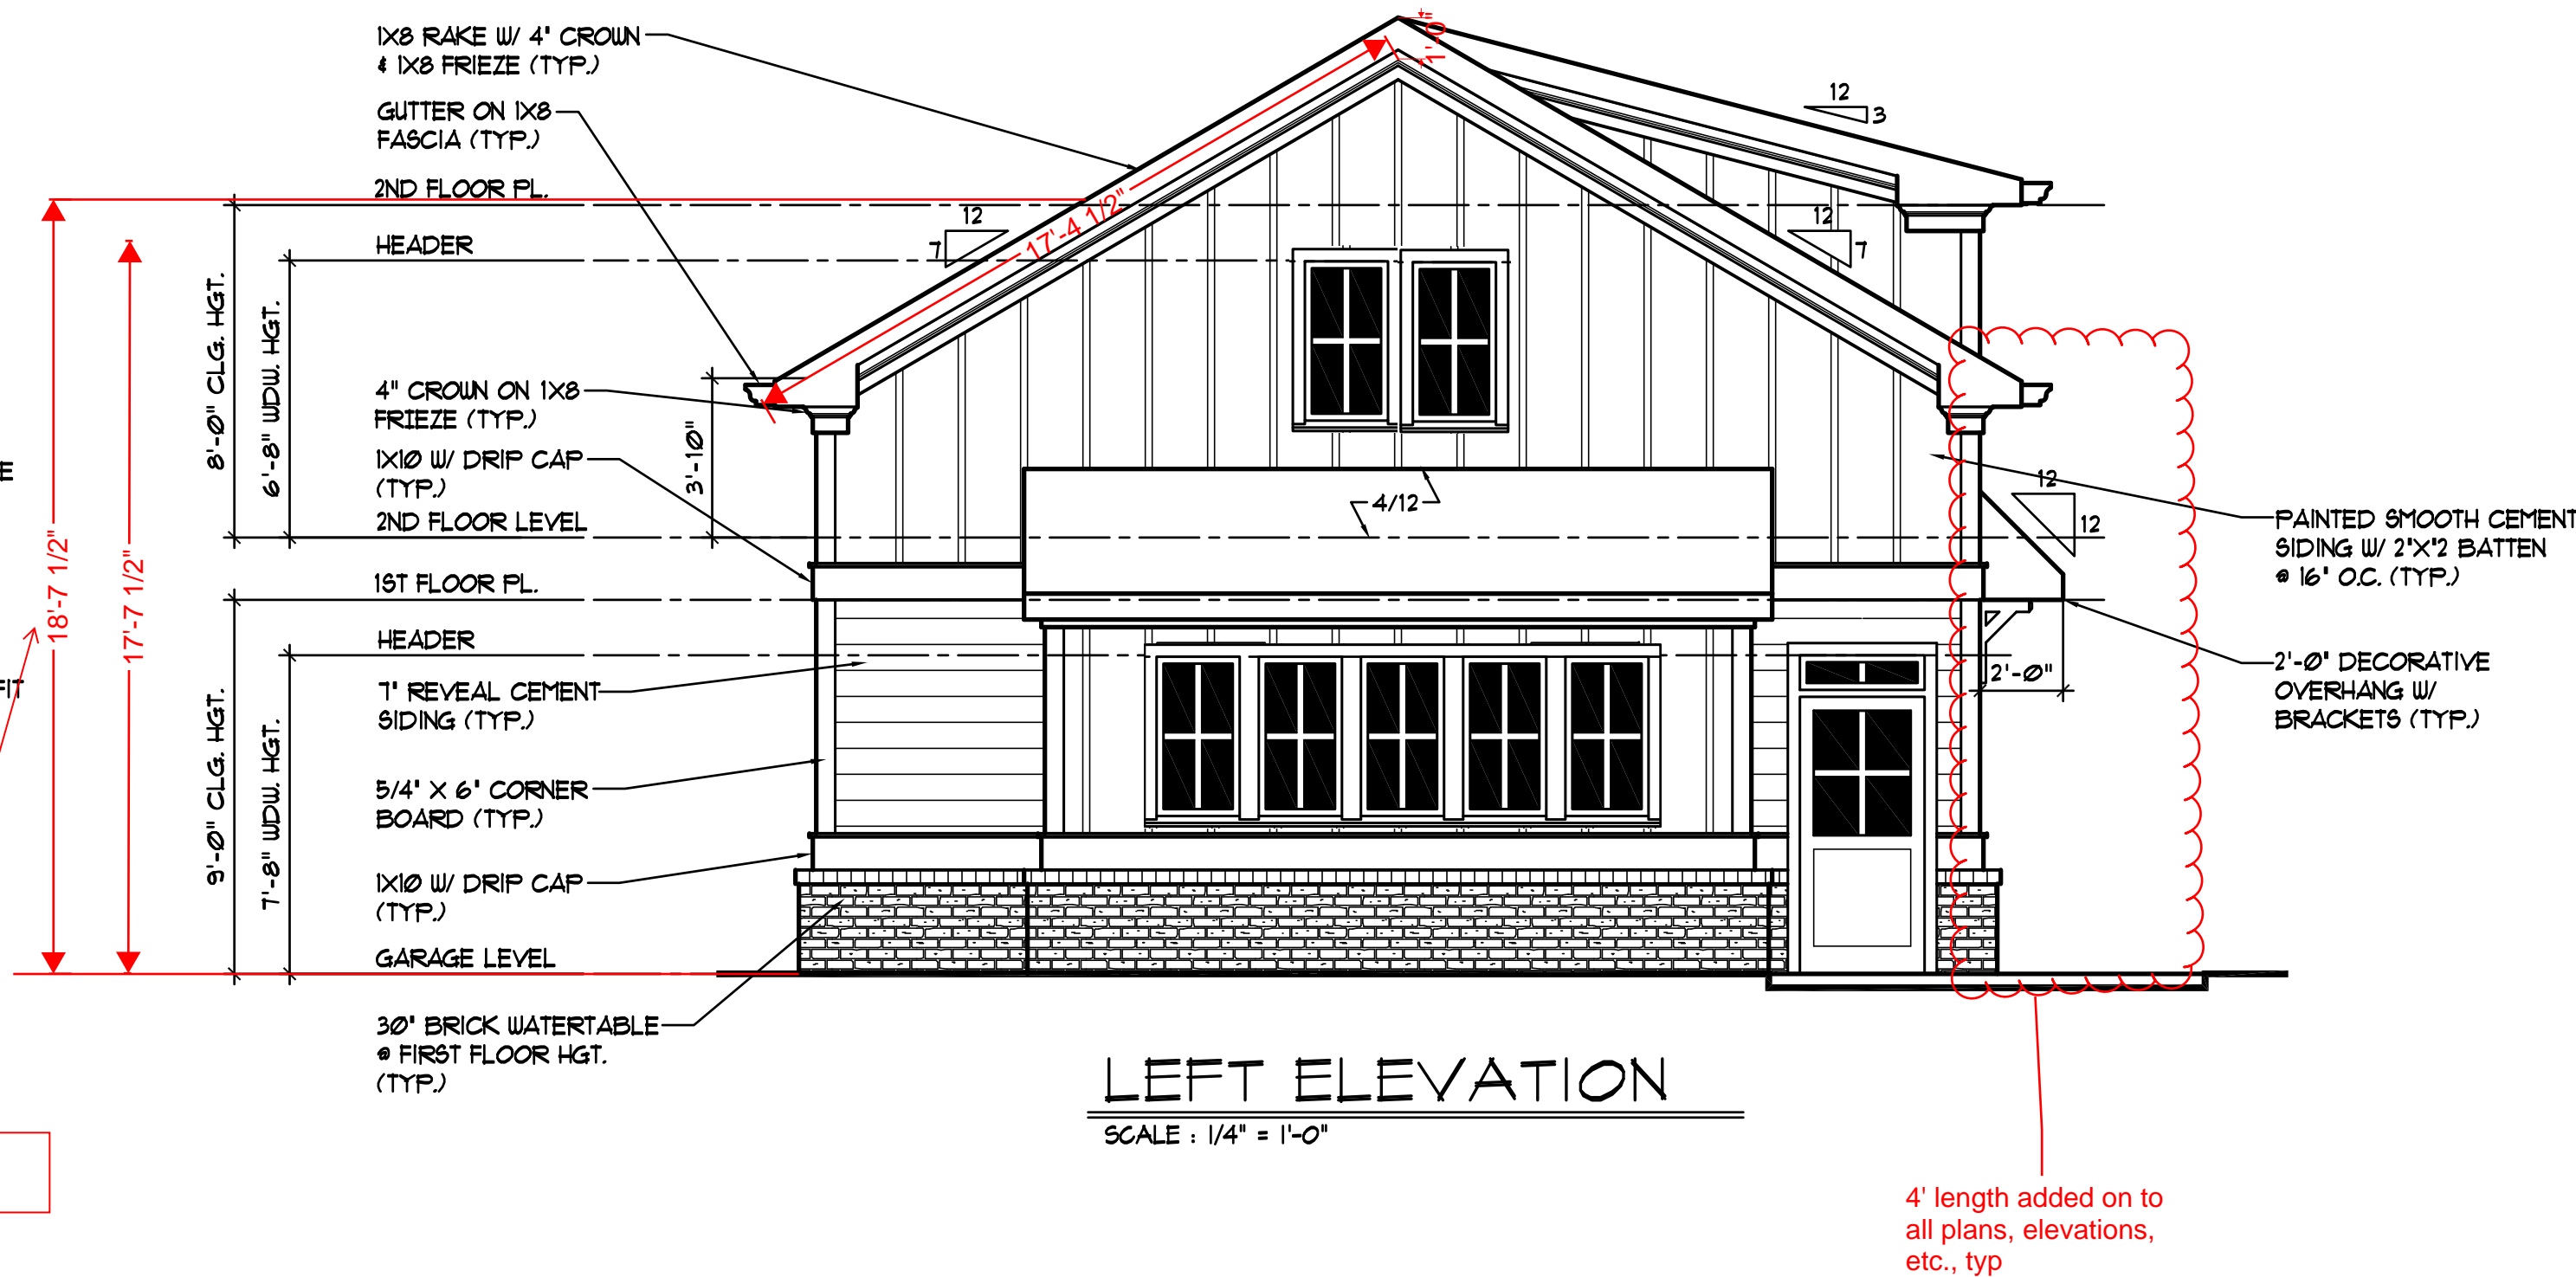 1X8 RAKE W/ 4" CROWN
& 1X8 FRIEZE (TYP.)
GUTTER ON 1X8
FASCIA (TYP.)
2ND FLOOR PL.
HEADER
4" CROWN ON 1X8
FRIEZE (TYP.)
1X10 W/ DRIP CAP
(TYP.)
2ND FLOOR LEVEL
1ST FLOOR PL.
HEADER
7" REVEAL CEMENT
SIDING (TYP.)
5/4" X 6" CORNER
BOARD (TYP.)
1X10 W/ DRIP CAP
(TYP.)
GARAGE LEVEL
30" BRICK WATERTABLE
@ FIRST FLOOR HGT.
(TYP.)
18'-7 1/2"
17'-7 1/2"
8'-0" CLG. HGT.
6'-8" WDW. HGT.
9'-0" CLG. HGT.
7'-8" WDW. HGT.
3'-10"
17'-4 1/2"
1'-0"
12
7
12
3
12
7
4/12
12
12
2'-0"
PAINTED SMOOTH CEMENT
SIDING W/ 2"X"2 BATTEN
@ 16" O.C. (TYP.)
2'-0" DECORATIVE
OVERHANG W/
BRACKETS (TYP.)
LEFT ELEVATION
SCALE : 1/4" = 1'-0"
4' length added on to
all plans, elevations,
etc., typ